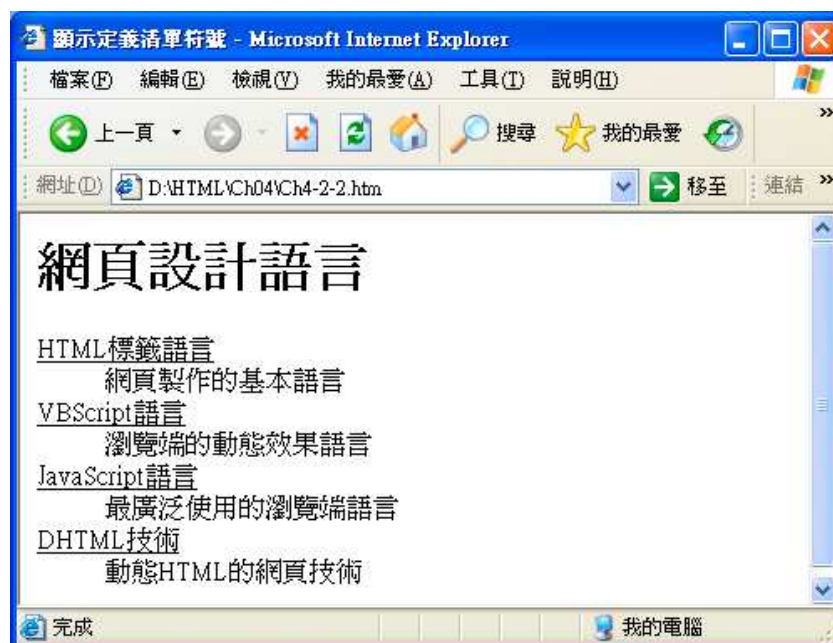 顯示定義清單符號 - Microsoft Internet Explorer
檔案(F) 編輯(E) 檢視(V) 我的最愛(A) 工具(T) 說明(H)
上一頁 搜尋 我的最愛 »
網址(D) D:\HTML\Ch04\Ch4-2-2.htm 移至 連結 »
網頁設計語言
HTML標籤語言
網頁製作的基本語言
VBScript語言
瀏覽端的動態效果語言
JavaScript語言
最廣泛使用的瀏覽端語言
DHTML技術
動態HTML的網頁技術
完成 我的電腦